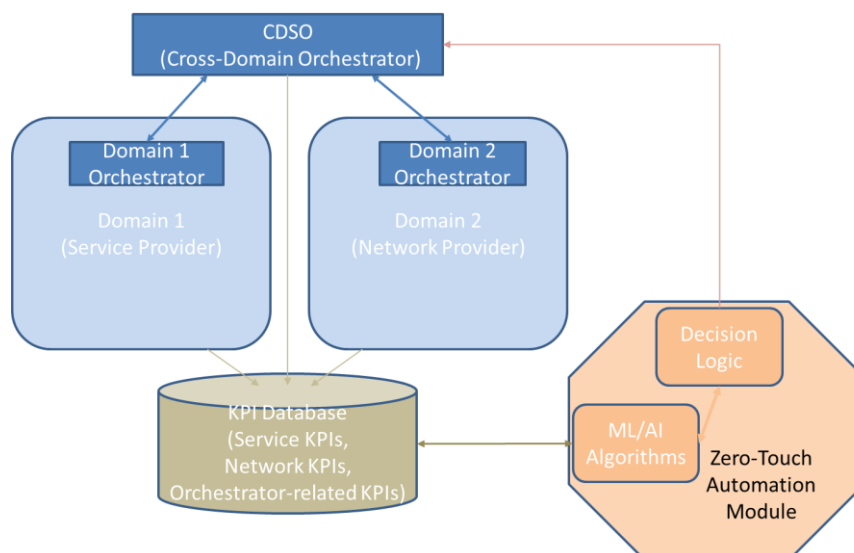 CDSO
(Cross-Domain Orchestrator)
Domain 1
Orchestrator
Domain 1
(Service Provider)
Domain 2
Orchestrator
Domain 2
(Network Provider)
KPI Database
(Service KPIs,
Network KPIs,
Orchestrator-related KPIs)
Decision
Logic
ML/AI
Algorithms
Zero-Touch
Automation
Module